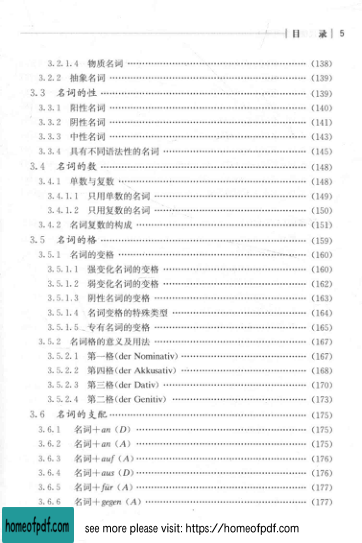 目 录 5
3.2.1.4 物质名词 (138)
3.2.2 抽象名词 (139)
3.3 名词的性 (139)
3.3.1 阳性名词 (140)
3.3.2 阴性名词 (141)
3.3.3 中性名词 (143)
3.3.4 具有不同语法性的名词 (145)
3.4 名词的数 (148)
3.4.1 单数与复数 (148)
3.4.1.1 只用单数的名词 (149)
3.4.1.2 只用复数的名词 (150)
3.4.2 名词复数的构成 (151)
3.5 名词的格 (159)
3.5.1 名词的变格 (160)
3.5.1.1 强变化名词的变格 (160)
3.5.1.2 弱变化名词的变格 (162)
3.5.1.3 阴性名词的变格 (163)
3.5.1.4 名词变格的特殊类型 (164)
3.5.1.5 专有名词的变格 (165)
3.5.2 名词格的意义及用法 (167)
3.5.2.1 第一格(der Nominativ) (167)
3.5.2.2 第四格(der Akkusativ) (168)
3.5.2.3 第三格(der Dativ) (170)
3.5.2.4 第二格(der Genitiv) (173)
3.6 名词的支配 (175)
3.6.1 名词+an (D) (175)
3.6.2 名词+an (A) (175)
3.6.3 名词+auf (A) (176)
3.6.4 名词+aus (D) (176)
3.6.5 名词+für (A) (177)
3.6.6 名词+gegen (A) (177)
homeofpdf.com see more please visit: https://homeofpdf.com